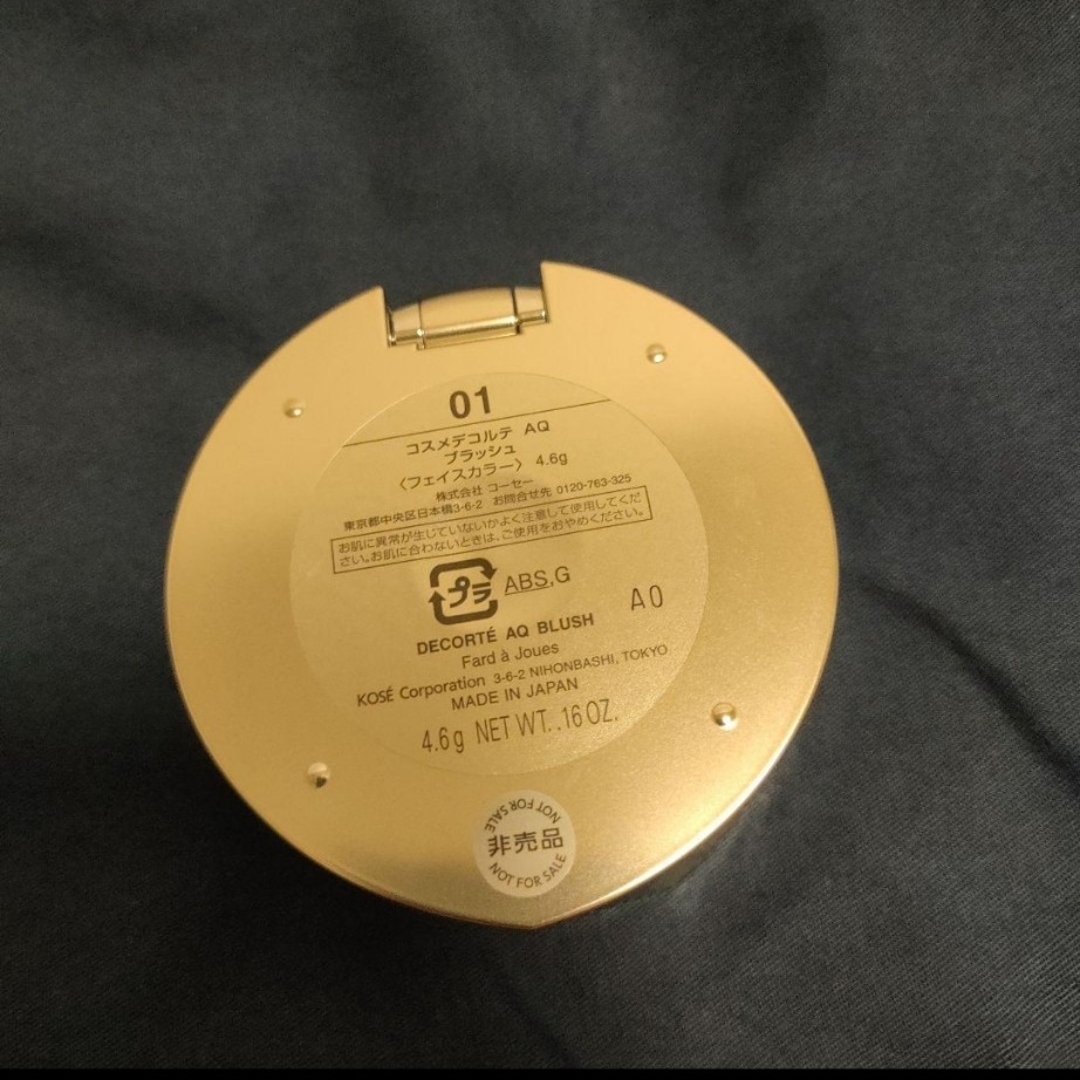 01
コスメデコルテ AQ
ブラッシュ
〈フェイスカラー〉 4.6g
株式会社 コーセー
東京都中央区日本橋3-6-2 お問合せ先 0120-763-325
お肌に異常が生じていないかよく注意して使用してくだ
さい。お肌に合わないときは、ご使用をおやめください。
プラ ABS,G
A0
DECORTÉ AQ BLUSH
Fard à Joues
KOSÉ Corporation 3-6-2 NIHONBASHI, TOKYO
MADE IN JAPAN
4.6g NET WT. .16 OZ.
NOT FOR SALE
非売品
NOT FOR SALE